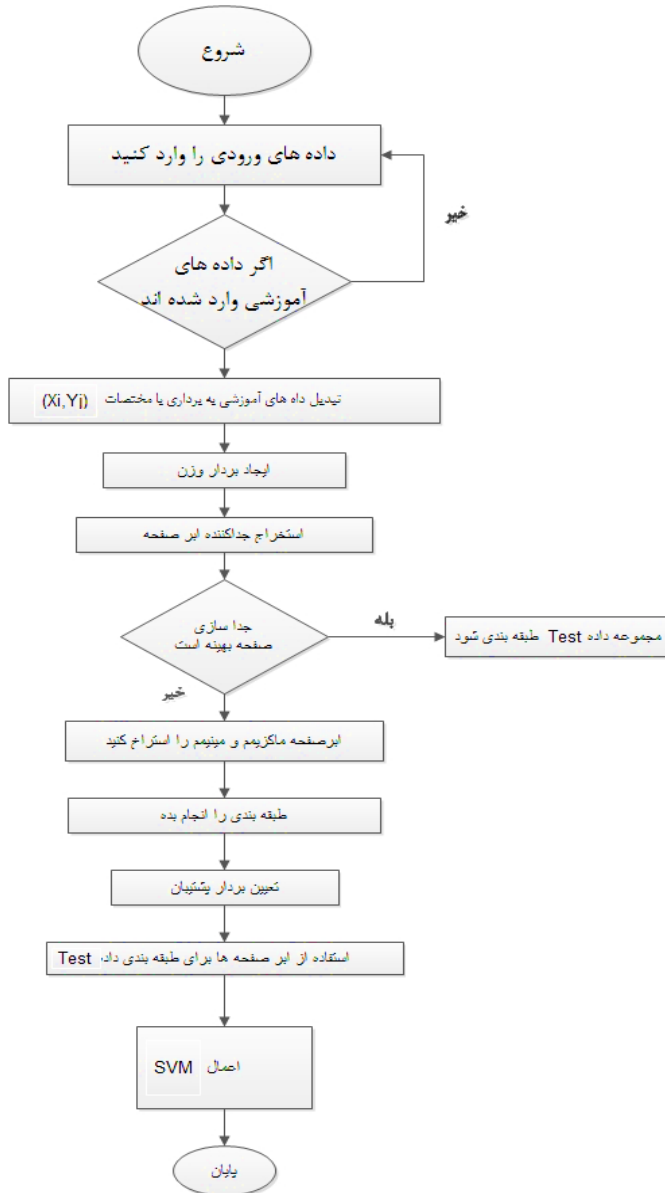 شروع
داده های ورودی را وارد کنید
خیر
اگر داده های
آموزشی وارد شده اند
تبدیل داه های آموزشی به برداری با مختصات (Xi,Yj)
ایجاد بردار وزن
استخراج جداکننده ابر صفحه
جدا سازی
صفحه بهینه است
بله
مجموعه داده Test طبقه بندی شود
خیر
ابرصفحه ماکزیمم و مینیمم را استراخ کنید
طبقه بندی را انجام بده
تعیین بردار پشتیبان
استفاده از ابر صفحه ها برای طبقه بندی داد، Test
اعمال SVM
پایان